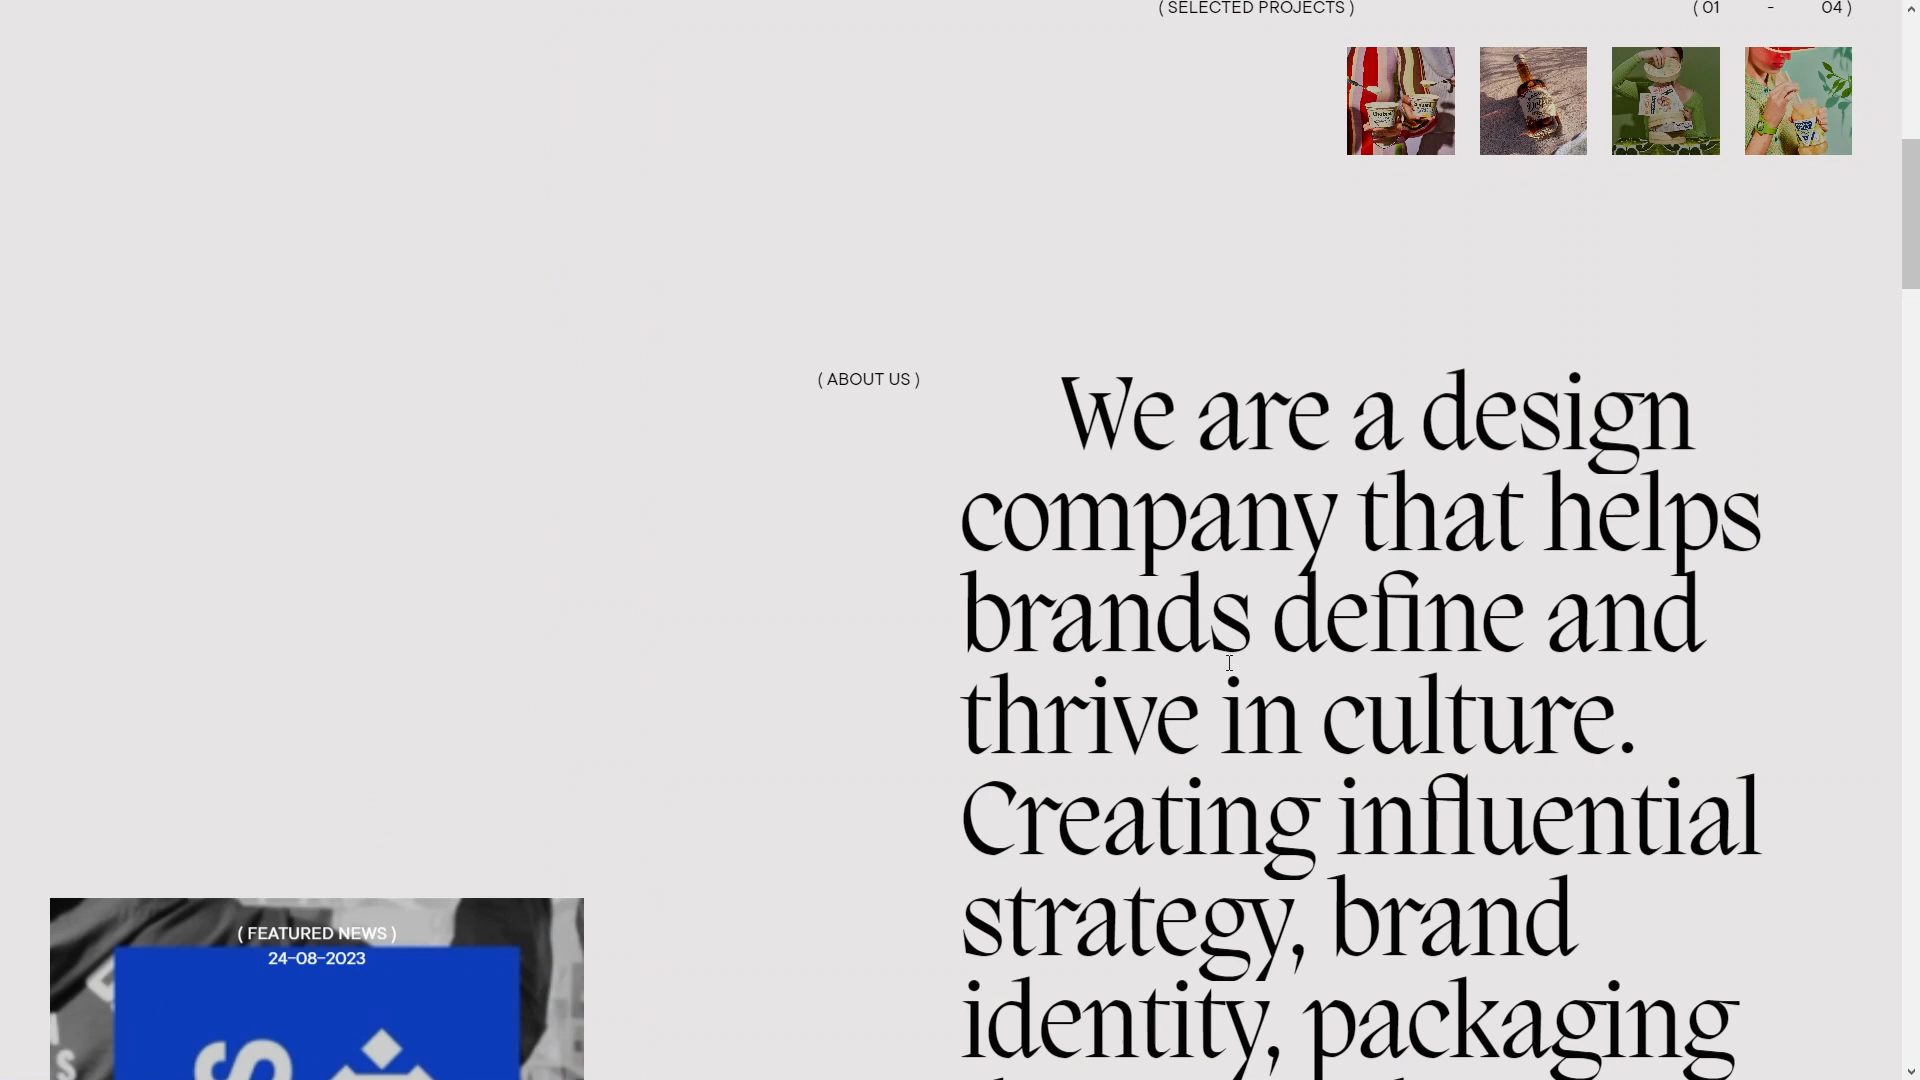 ( SELECTED PROJECTS )
( 01 - 04 )
( ABOUT US )
We are a design
company that helps
brands define and
thrive in culture.
Creating influential
strategy, brand
identity, packaging
( FEATURED NEWS )
24-08-2023